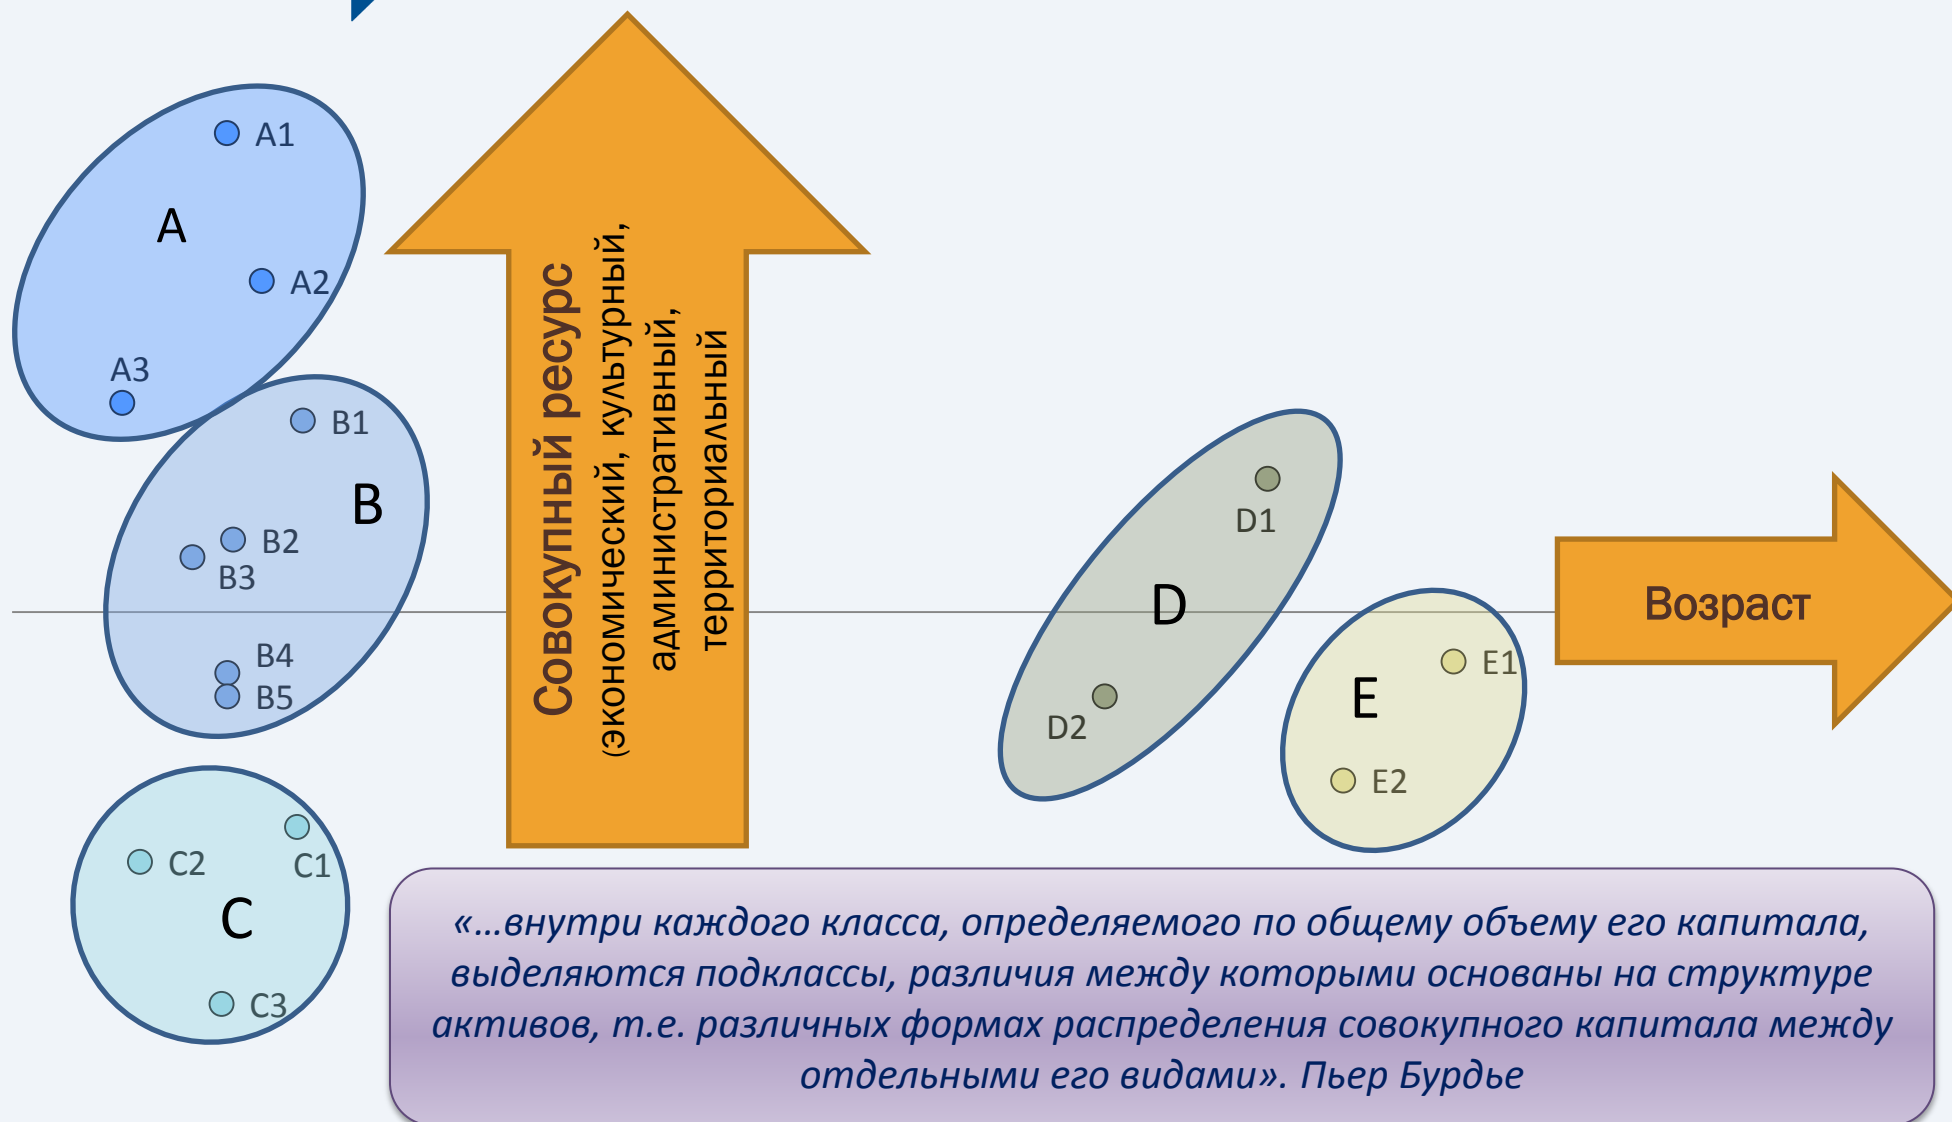 A1
A
A2
A3
B1
B
B2
B3
B4
B5
C1
C2
C
C3
Совокупный ресурс
(экономический, культурный,
административный,
территориальный
D1
D
D2
E1
E
E2
Возраст
«...внутри каждого класса, определяемого по общему объему его капитала,
выделяются подклассы, различия между которыми основаны на структуре
активов, т.е. различных формах распределения совокупного капитала между
отдельными его видами». Пьер Бурдье